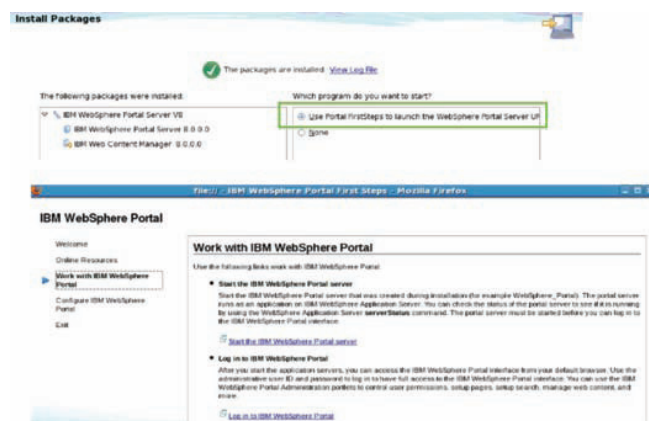 Install Packages
The packages are installed. View Log File
The following packages were installed:
IBM WebSphere Portal Server V8
IBM WebSphere Portal Server 8.0.0.0
IBM Web Content Manager 8.0.0.0
Which program do you want to start?
Use Portal FirstSteps to launch the WebSphere Portal Server UR
None
file:// - IBM WebSphere Portal First Steps - Mozilla Firefox
IBM WebSphere Portal
Welcome
Online Resources
Work with IBM WebSphere
Portal
Configure IBM WebSphere
Portal
Exit
Work with IBM WebSphere Portal
Use the following links work with IBM WebSphere Portal
Start the IBM WebSphere Portal server
Start the IBM WebSphere Portal server that was created during installation (for example WebSphere_Portal). The portal server
runs as an application on IBM WebSphere Application Server. You can check the status of the portal server to see if it is running
by using the WebSphere Application Server serverStatus command. The portal server must be started before you can log in to
the IBM WebSphere Portal interface.
Start the IBM WebSphere Portal server
Log in to IBM WebSphere Portal
After you start the application servers, you can access the IBM WebSphere Portal interface from your default browser. Use the
administrative user ID and password to log in to have full access to the IBM WebSphere Portal interface. You can use the IBM
WebSphere Portal Administration portlets to control user permissions, setup pages, setup search, manage web content, and
more.
Log in to IBM WebSphere Portal